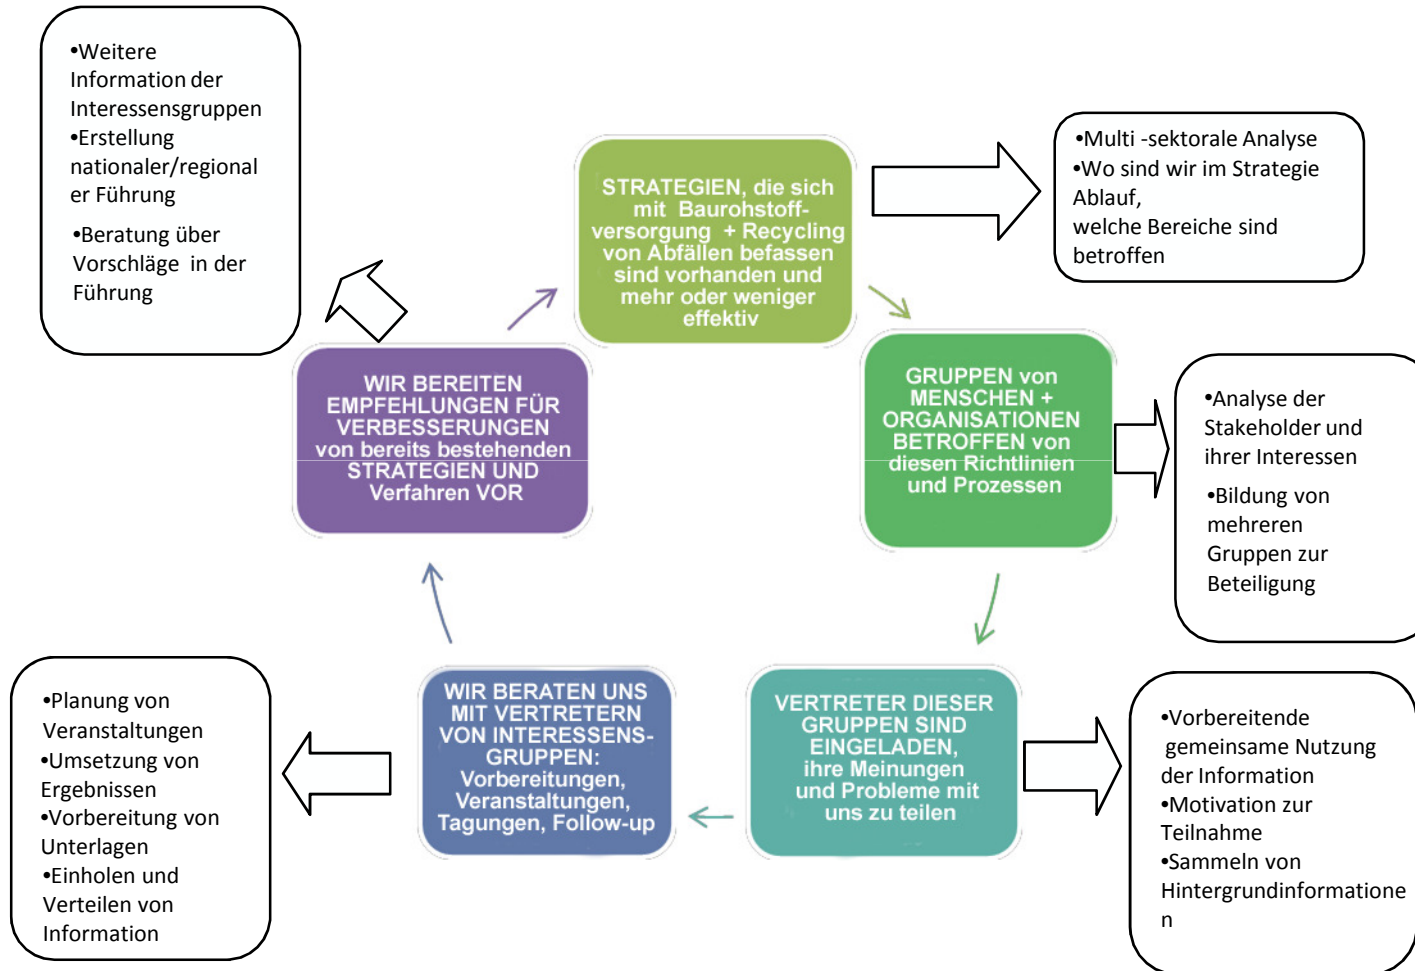 •Weitere
Information der
Interessensgruppen
•Erstellung
nationaler/regional
er Führung
•Beratung über
Vorschläge in der
Führung
STRATEGIEN, die sich
mit Baurohstoff-
versorgung + Recycling
von Abfällen befassen
sind vorhanden und
mehr oder weniger
effektiv
•Multi -sektorale Analyse
•Wo sind wir im Strategie
Ablauf,
welche Bereiche sind
betroffen
WIR BEREITEN
EMPFEHLUNGEN FÜR
VERBESSERUNGEN
von bereits bestehenden
STRATEGIEN UND
Verfahren VOR
GRUPPEN von
MENSCHEN +
ORGANISATIONEN
BETROFFEN von
diesen Richtlinien
und Prozessen
•Analyse der
Stakeholder und
ihrer Interessen
•Bildung von
mehreren
Gruppen zur
Beteiligung
•Planung von
Veranstaltungen
•Umsetzung von
Ergebnissen
•Vorbereitung von
Unterlagen
•Einholen und
Verteilen von
Information
WIR BERATEN UNS
MIT VERTRETERN
VON INTERESSENS-
GRUPPEN:
Vorbereitungen,
Veranstaltungen,
Tagungen, Follow-up
VERTRETER DIESER
GRUPPEN SIND
EINGELADEN,
ihre Meinungen
und Probleme mit
uns zu teilen
•Vorbereitende
gemeinsame Nutzung
der Information
•Motivation zur
Teilnahme
•Sammeln von
Hintergrundinformatione
n